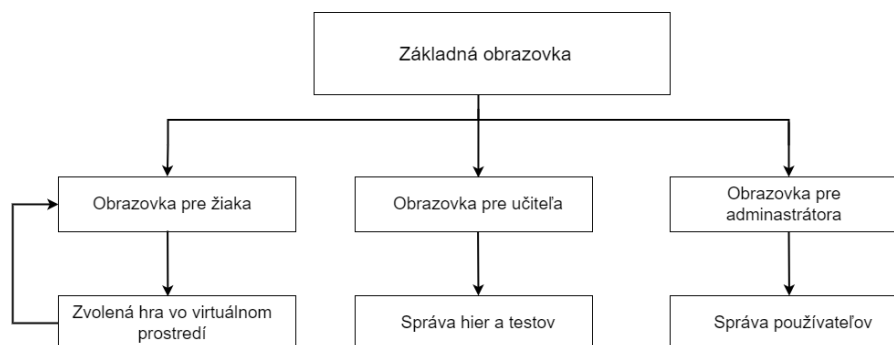 Základná obrazovka
Obrazovka pre žiaka
Obrazovka pre učiteľa
Obrazovka pre
adminastrátora
Zvolená hra vo virtuálnom
prostredí
Správa hier a testov
Správa používateľov